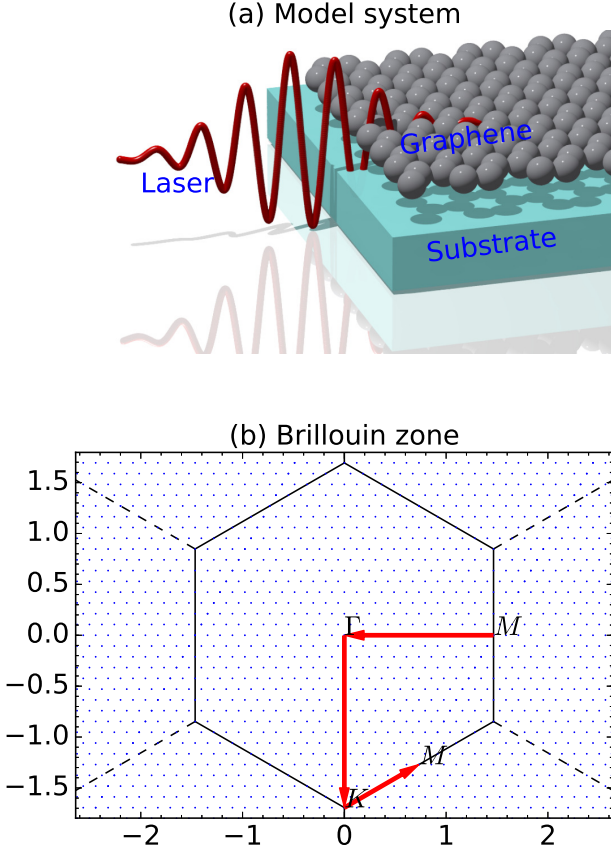 (a) Model system
Laser
Graphene
Substrate
(b) Brillouin zone
1.5
1.0
0.5
0.0
−0.5
−1.0
−1.5
Γ
M
M
K
−2 −1 0 1 2